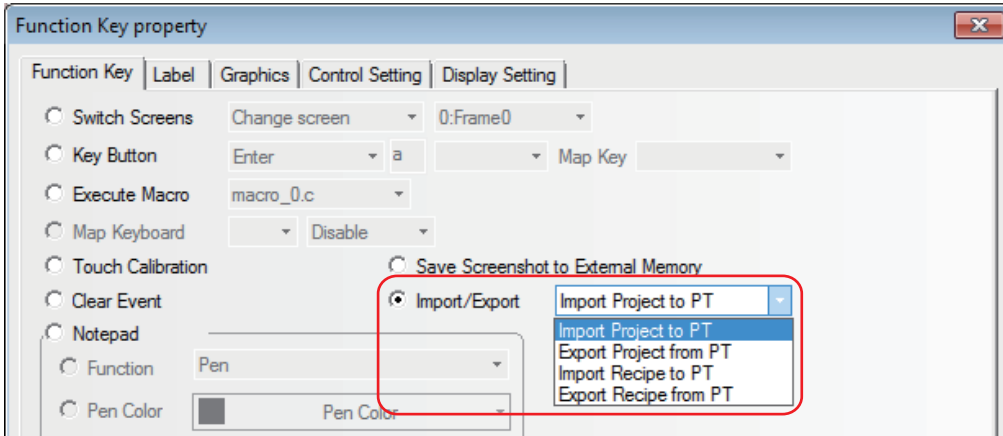 Function Key property
Function Key Label Graphics Control Setting Display Setting
Switch Screens Change screen 0:Frame0
Key Button Enter a Map Key
Execute Macro macro_0.c
Map Keyboard Disable
Touch Calibration Save Screenshot to External Memory
Clear Event Import/Export Import Project to PT
Notepad Import Project to PT
Export Project from PT
Function Pen Import Recipe to PT
Export Recipe from PT
Pen Color Pen Color